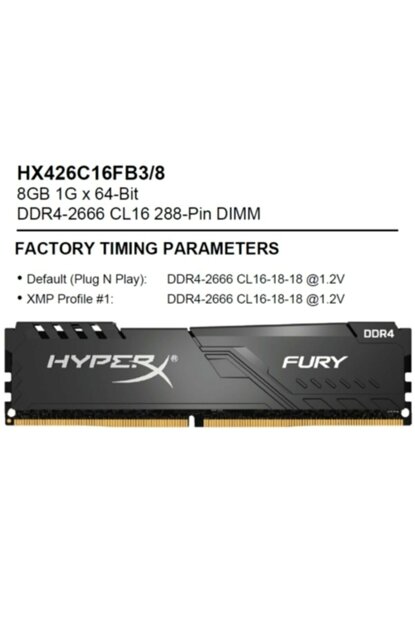 HX426C16FB3/8
8GB 1G x 64-Bit
DDR4-2666 CL16 288-Pin DIMM
FACTORY TIMING PARAMETERS
• Default (Plug N Play): DDR4-2666 CL16-18-18 @1.2V
• XMP Profile #1: DDR4-2666 CL16-18-18 @1.2V
DDR4
HYPERX® FURY